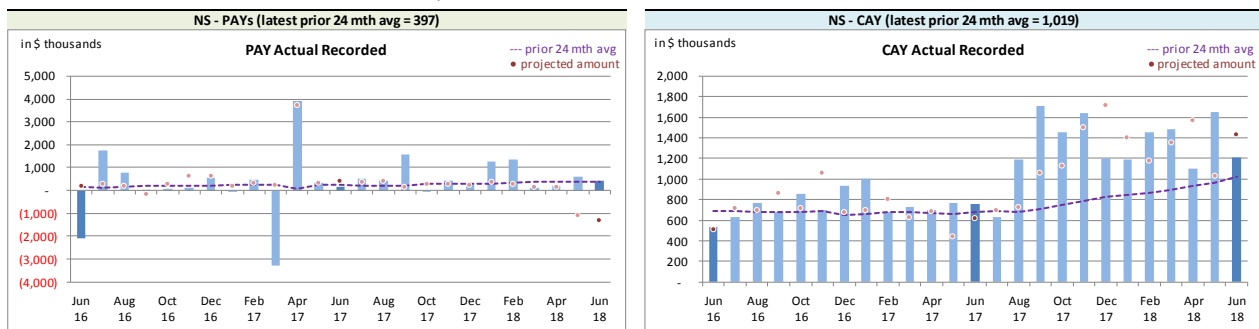 NS - PAYs (latest prior 24 mth avg = 397)
in $ thousands
PAY Actual Recorded
--- prior 24 mth avg
• projected amount
5,000
4,000
3,000
2,000
1,000
-
(1,000)
(2,000)
(3,000)
(4,000)
Jun Aug Oct Dec Feb Apr Jun Aug Oct Dec Feb Apr Jun
16 16 16 16 17 17 17 17 17 17 18 18 18
NS - CAY (latest prior 24 mth avg = 1,019)
in $ thousands
CAY Actual Recorded
--- prior 24 mth avg
• projected amount
2,000
1,800
1,600
1,400
1,200
1,000
800
600
400
200
-
Jun Aug Oct Dec Feb Apr Jun Aug Oct Dec Feb Apr Jun
16 16 16 16 17 17 17 17 17 17 18 18 18